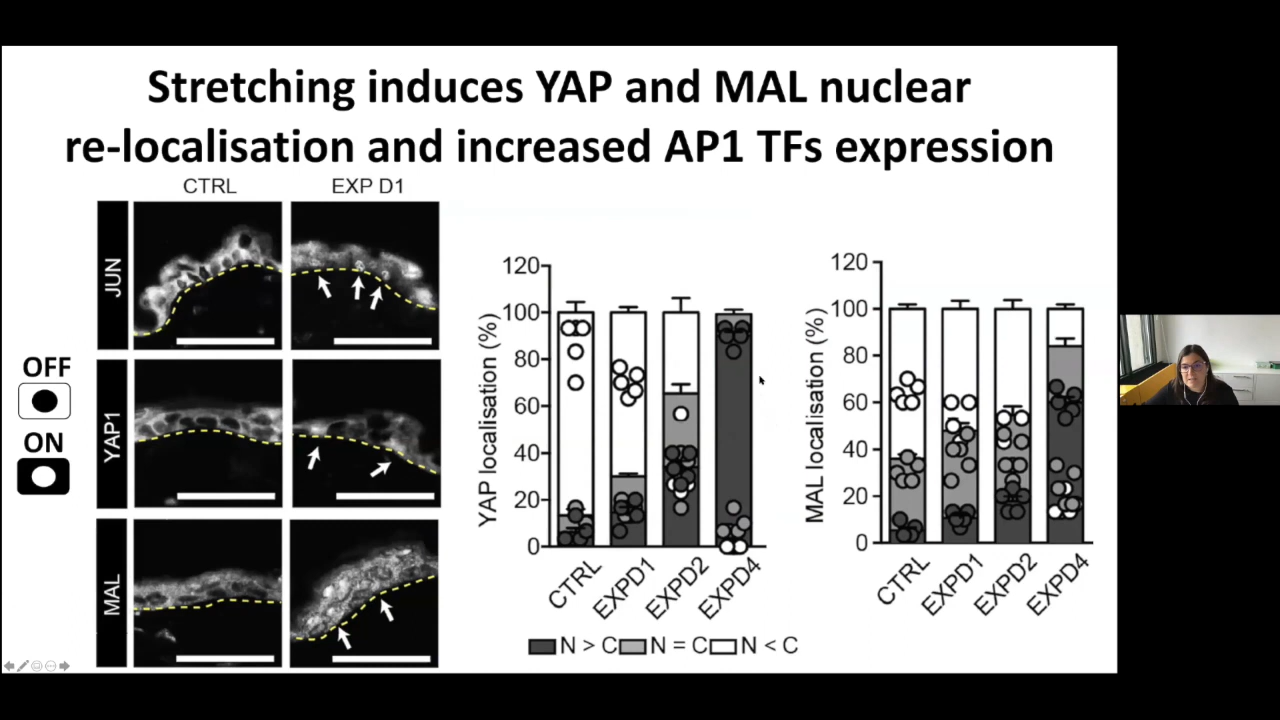 Stretching induces YAP and MAL nuclear
re-localisation and increased AP1 TFs expression
CTRL
EXP D1
JUN
OFF
ON
YAP1
MAL
YAP localisation (%)
120
100
80
60
40
20
0
CTRL
EXPD1
EXPD2
EXPD4
MAL localisation (%)
120
100
80
60
40
20
0
CTRL
EXPD1
EXPD2
EXPD4
N > C
N = C
N < C